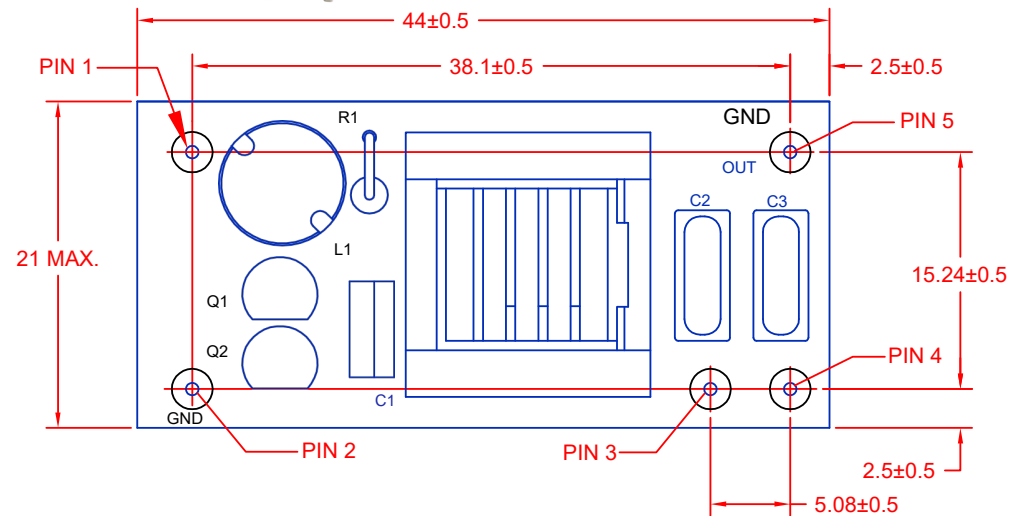 44±0.5
PIN 1
38.1±0.5
2.5±0.5
R1
GND
PIN 5
OUT
C2
C3
L1
21 MAX.
15.24±0.5
Q1
Q2
PIN 4
C1
GND
PIN 2
PIN 3
2.5±0.5
5.08±0.5